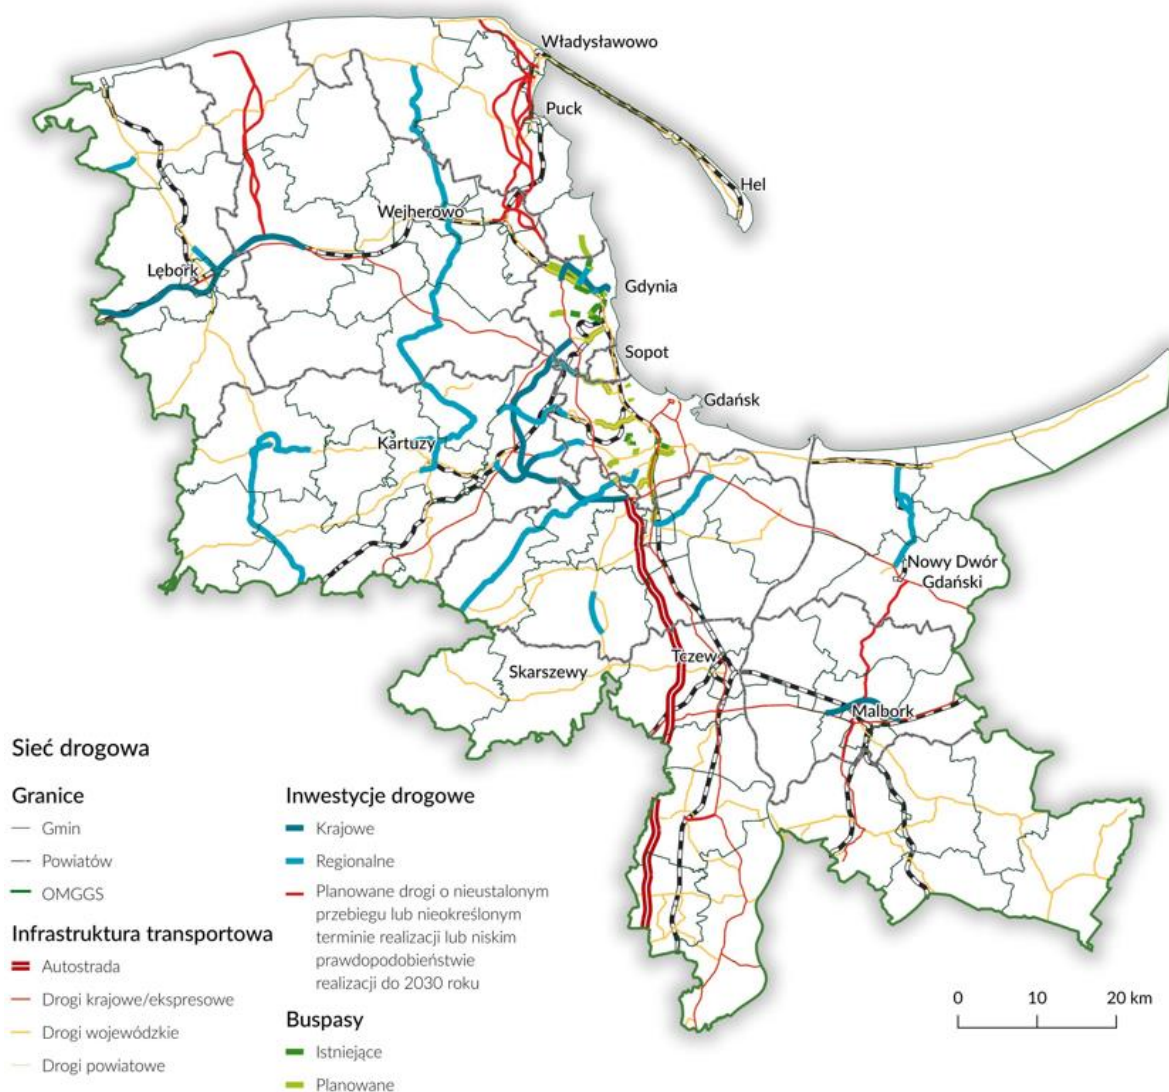 Władysławowo
Puck
Hel
Wejherowo
Lębork
Gdynia
Sopot
Gdańsk
Kartuzy
Nowy Dwór
Gdański
Tczew
Skarszewy
Malbork
Sieć drogowa
Granice
Gmin
Powiatów
OMGGS
Infrastruktura transportowa
Autostrada
Drogi krajowe/ekspresowe
Drogi wojewódzkie
Drogi powiatowe
Inwestycje drogowe
Krajowe
Regionalne
Planowane drogi o nieustalonym
przebiegu lub nieokreślonym
terminie realizacji lub niskim
prawdopodobieństwie
realizacji do 2030 roku
Buspasy
Istniejące
Planowane
0 10 20 km